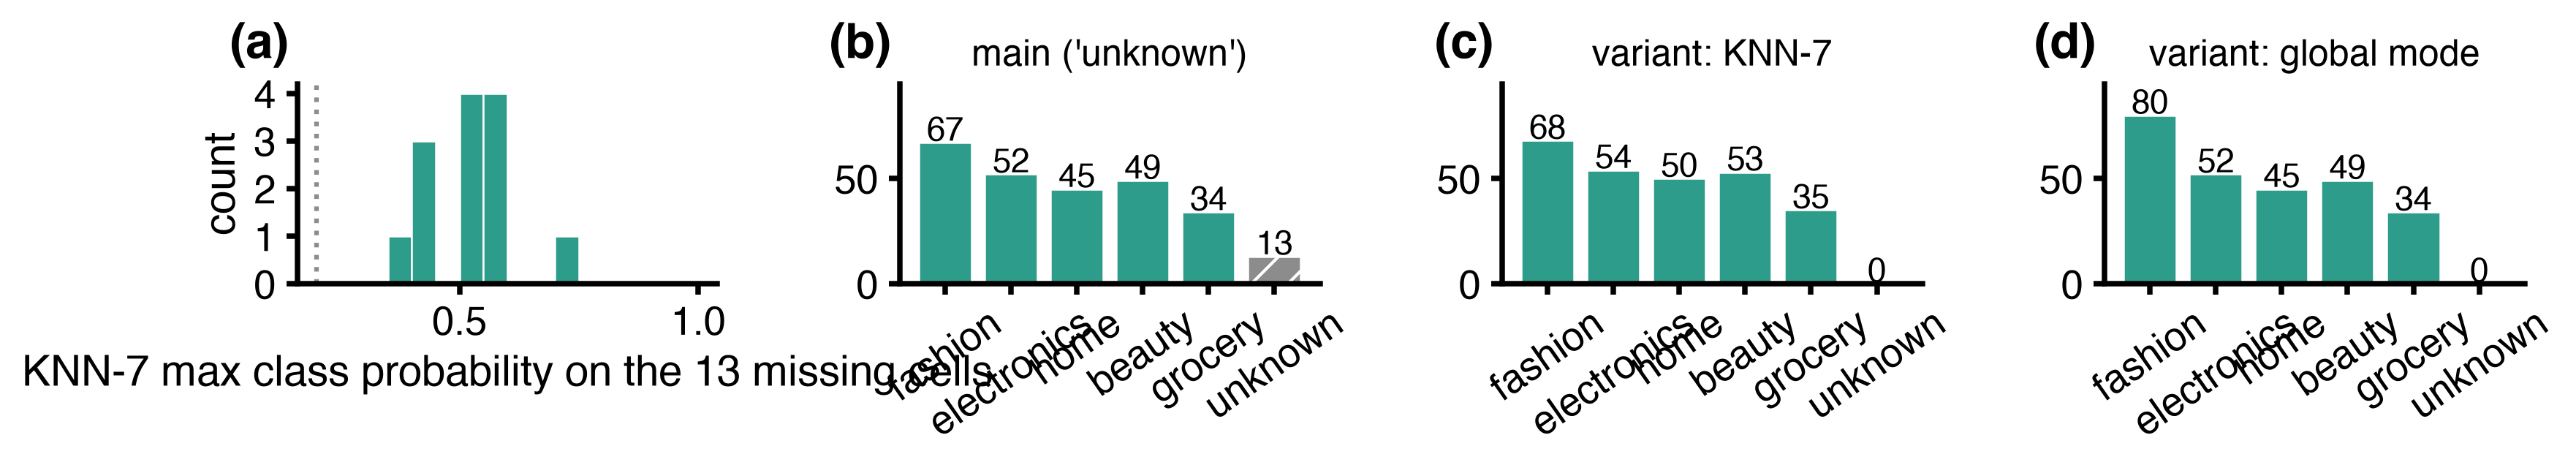 (a)
count
4
3
2
1
0
0.5
1.0
KNN-7 max class probability on the 13 missing cells
(b)
main ('unknown')
50
0
67
52
45
49
34
13
fashion
electronics
home
beauty
grocery
unknown
(c)
variant: KNN-7
50
0
68
54
50
53
35
0
fashion
electronics
home
beauty
grocery
unknown
(d)
variant: global mode
50
0
80
52
45
49
34
0
fashion
electronics
home
beauty
grocery
unknown